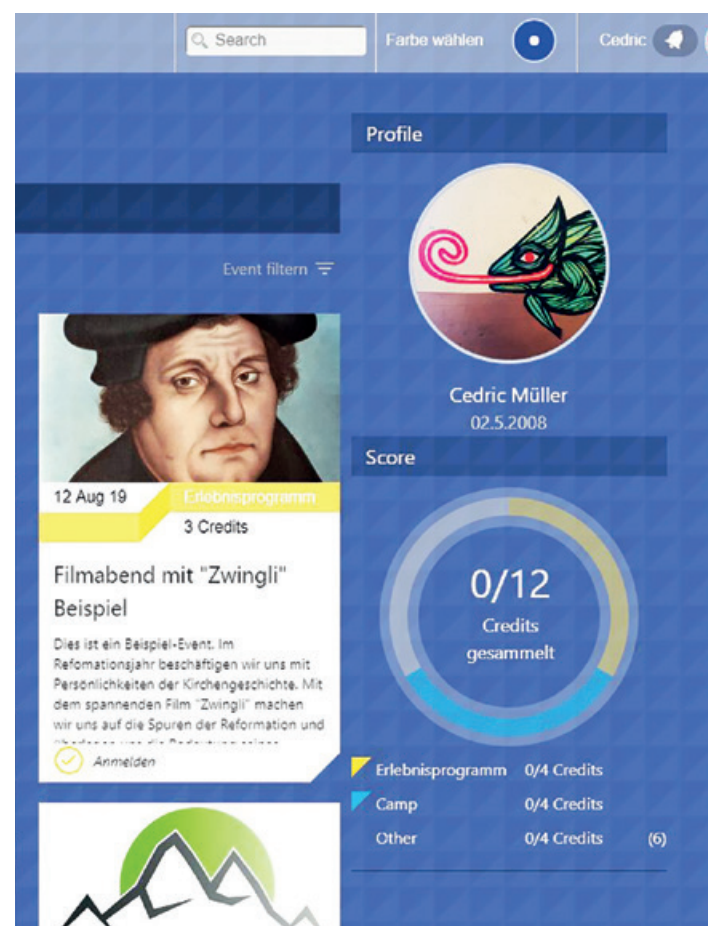 Search
Farbe wählen
Cedric
Profile
Event filtern
Cedric Müller
02.5.2008
Score
12 Aug 19
Erlebnisprogramm
3 Credits
Filmabend mit "Zwingli"
Beispiel
Dies ist ein Beispiel-Event. Im
Refomationsjahr beschäftigen wir uns mit
Persönlichkeiten der Kirchengeschichte. Mit
dem spannenden Film "Zwingli" machen
wir uns auf die Spuren der Reformation und
Anmelden
0/12
Credits
gesammelt
Erlebnisprogramm 0/4 Credits
Camp 0/4 Credits
Other 0/4 Credits (6)